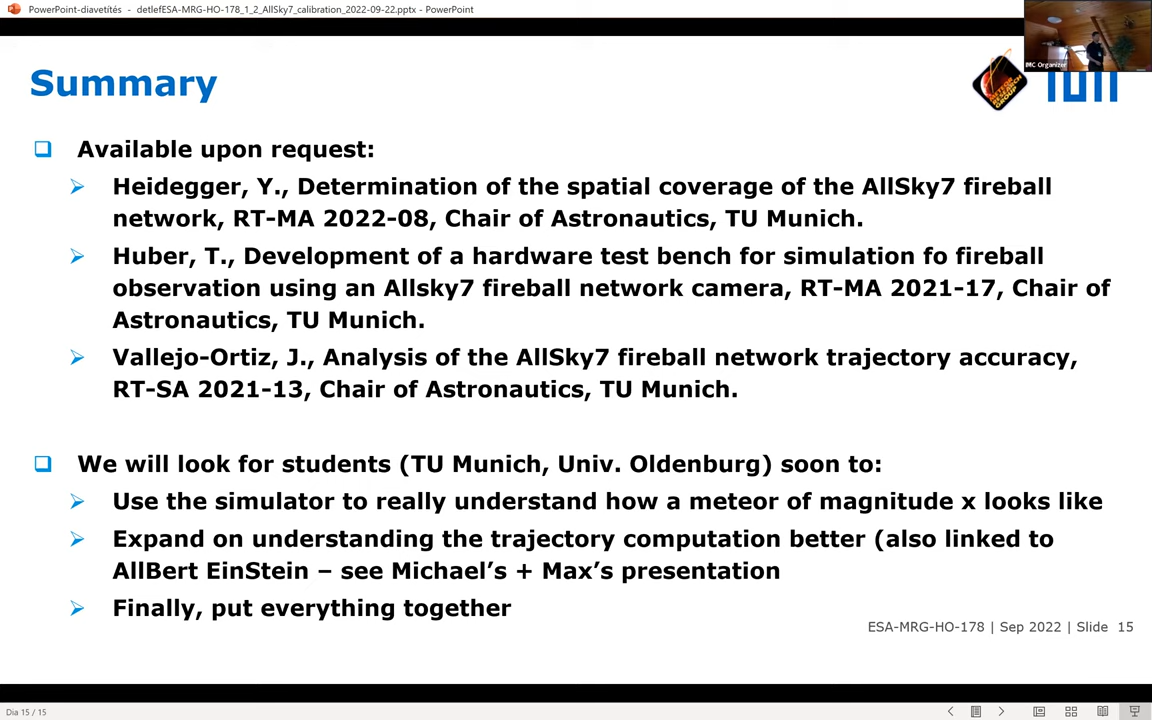 PowerPoint-diavetítés - detlefESA-MRG-HO-178_1_2_AllSky7_calibration_2022-09-22.pptx - PowerPoint
IMC Organizer
Summary
METEOR RESEARCH GROUP
Available upon request:
Heidegger, Y., Determination of the spatial coverage of the AllSky7 fireball
network, RT-MA 2022-08, Chair of Astronautics, TU Munich.
Huber, T., Development of a hardware test bench for simulation fo fireball
observation using an Allsky7 fireball network camera, RT-MA 2021-17, Chair of
Astronautics, TU Munich.
Vallejo-Ortiz, J., Analysis of the AllSky7 fireball network trajectory accuracy,
RT-SA 2021-13, Chair of Astronautics, TU Munich.
We will look for students (TU Munich, Univ. Oldenburg) soon to:
Use the simulator to really understand how a meteor of magnitude x looks like
Expand on understanding the trajectory computation better (also linked to
AllBert EinStein – see Michael’s + Max’s presentation
Finally, put everything together
ESA-MRG-HO-178 | Sep 2022 | Slide 15
Dia 15 / 15